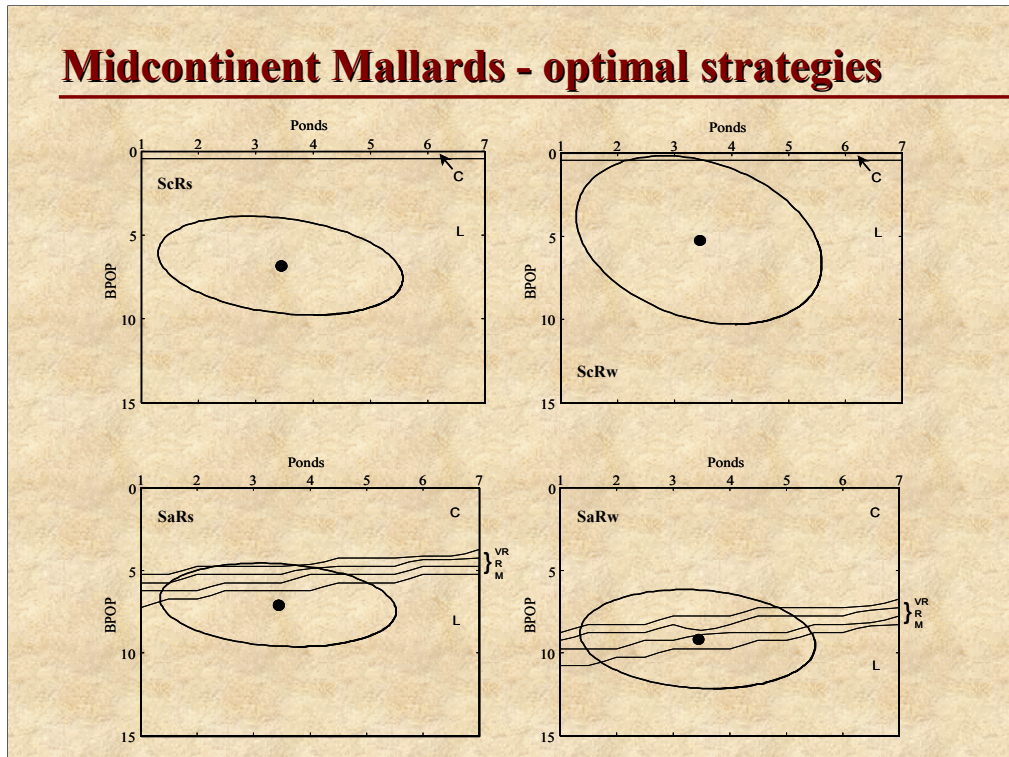 Midcontinent Mallards - optimal strategies
Ponds
1 2 3 4 5 6 7
0
C
ScRs
L
5
BPOP
10
15
Ponds
1 2 3 4 5 6 7
0
C
L
5
BPOP
10
ScRw
15
Ponds
1 2 3 4 5 6 7
0
SaRs
C
VR
R
M
}
5
BPOP
L
10
15
Ponds
1 2 3 4 5 6 7
0
SaRw
C
5
VR
R
M
}
BPOP
10
L
15